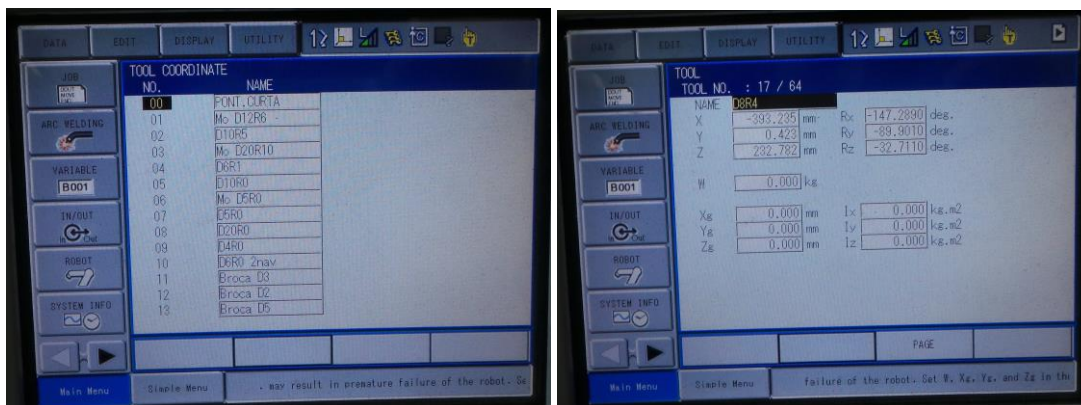 DATA EDIT DISPLAY UTILITY
JOB
ARC WELDING
VARIABLE
B001
IN/OUT
In Out
ROBOT
SYSTEM INFO
TOOL COORDINATE
NO. NAME
00 PONT.CURTA
01 Mo D12R6 -
02 D10R5
03 Mo D20R10
04 D6R1
05 D10R0
06 Mo D5R0
07 D5R0
08 D20R0
09 D4R0
10 D6R0 2nav
11 Broca D3
12 Broca D2
13 Broca D5
Main Menu Simple Menu . may result in premature failure of the robot. Se
DATA EDIT DISPLAY UTILITY
JOB
ARC WELDING
VARIABLE
B001
IN/OUT
In Out
ROBOT
SYSTEM INFO
TOOL
TOOL NO. : 17 / 64
NAME D8R4
X -393.235 mm Rx -147.2890 deg.
Y 0.423 mm Ry -89.9010 deg.
Z 232.782 mm Rz -32.7110 deg.
W 0.000 kg
Xg 0.000 mm Ix 0.000 kg.m2
Yg 0.000 mm Iy 0.000 kg.m2
Zg 0.000 mm Iz 0.000 kg.m2
PAGE
Main Menu Simple Menu failure of the robot. Set W, Xg, Yg, and Zg in thi